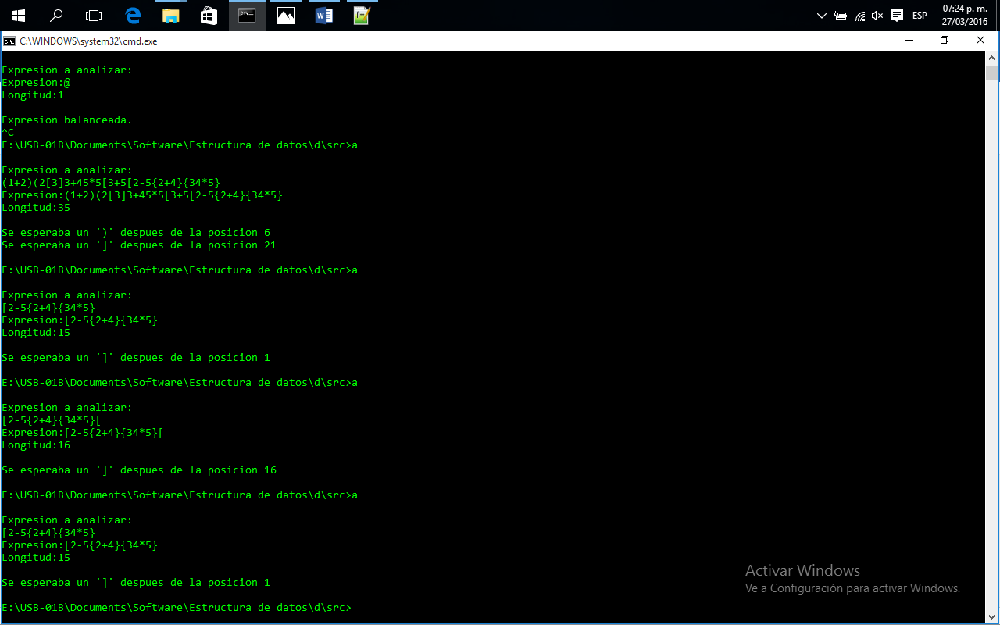 07:24 p. m.
ESP
27/03/2016
C:\WINDOWS\system32\cmd.exe
Expresion a analizar:
Expresion:@
Longitud:1
Expresion balanceada.
^C
E:\USB-01B\Documents\Software\Estructura de datos\d\src>a
Expresion a analizar:
(1+2)(2[3]3+45*5[3+5[2-5{2+4}{34*5}
Expresion:(1+2)(2[3]3+45*5[3+5[2-5{2+4}{34*5}
Longitud:35
Se esperaba un ')' despues de la posicion 6
Se esperaba un ']' despues de la posicion 21
E:\USB-01B\Documents\Software\Estructura de datos\d\src>a
Expresion a analizar:
[2-5{2+4}{34*5}
Expresion:[2-5{2+4}{34*5}
Longitud:15
Se esperaba un ']' despues de la posicion 1
E:\USB-01B\Documents\Software\Estructura de datos\d\src>a
Expresion a analizar:
[2-5{2+4}{34*5}[
Expresion:[2-5{2+4}{34*5}[
Longitud:16
Se esperaba un ']' despues de la posicion 16
E:\USB-01B\Documents\Software\Estructura de datos\d\src>a
Expresion a analizar:
[2-5{2+4}{34*5}
Expresion:[2-5{2+4}{34*5}
Longitud:15
Se esperaba un ']' despues de la posicion 1
E:\USB-01B\Documents\Software\Estructura de datos\d\src>
Activar Windows
Ve a Configuración para activar Windows.